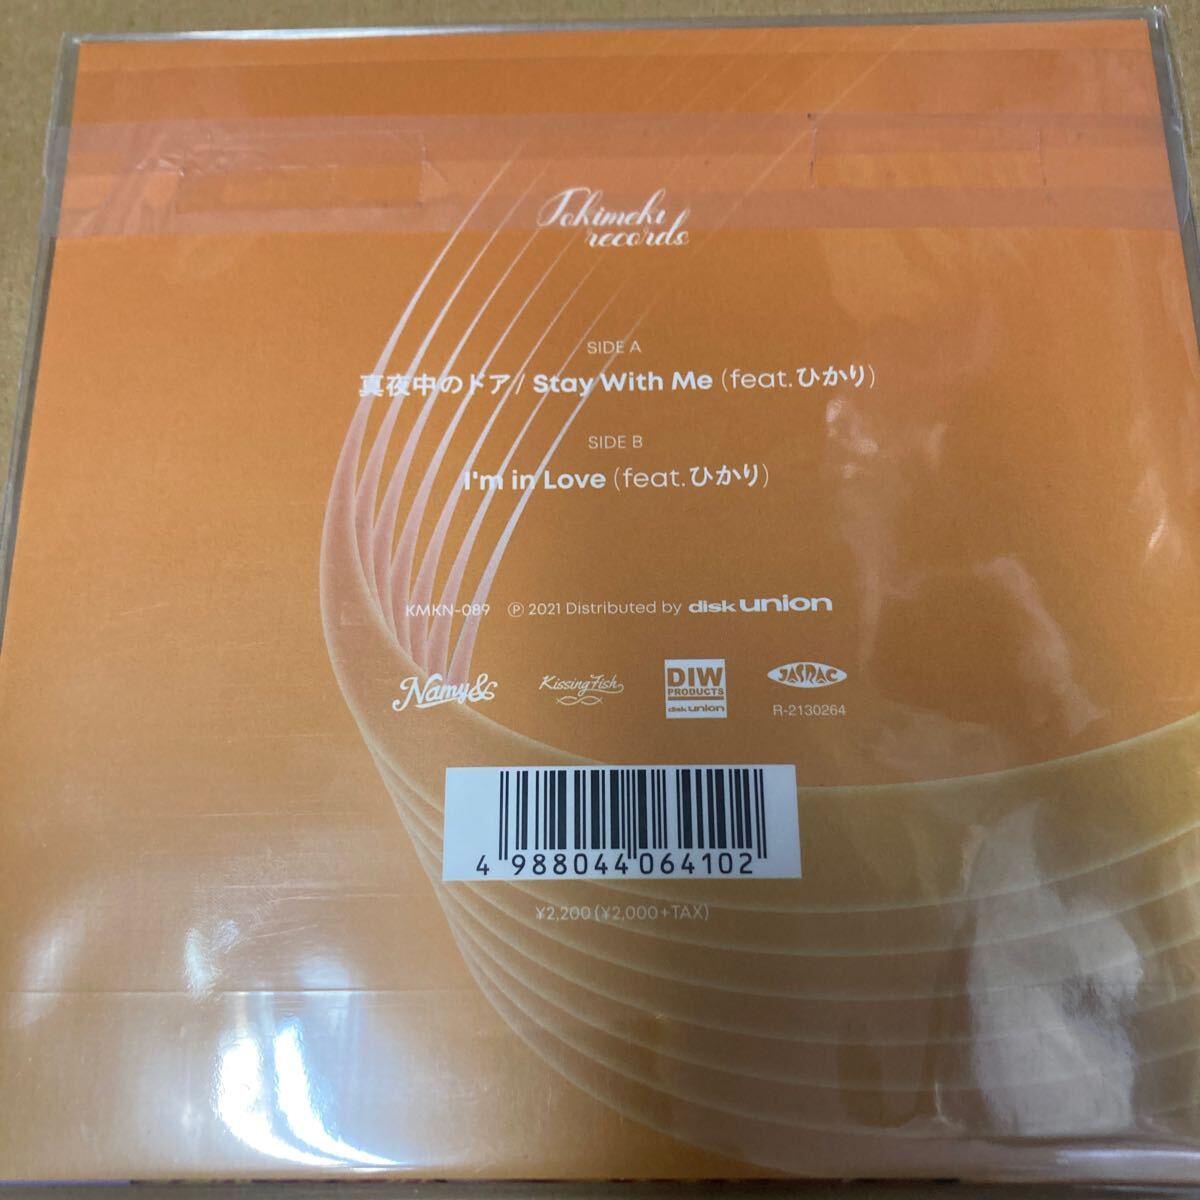 Tokimeki
records
SIDE A
真夜中のドア / Stay With Me (feat.ひかり)
SIDE B
I'm in Love (feat.ひかり)
KMKN-089 ℗ 2021 Distributed by disk union
Namy& Kissing Fish DIW PRODUCTS disk union JASRAC
R-2130264
4 988044 064102
¥2,200 (¥2,000+TAX)